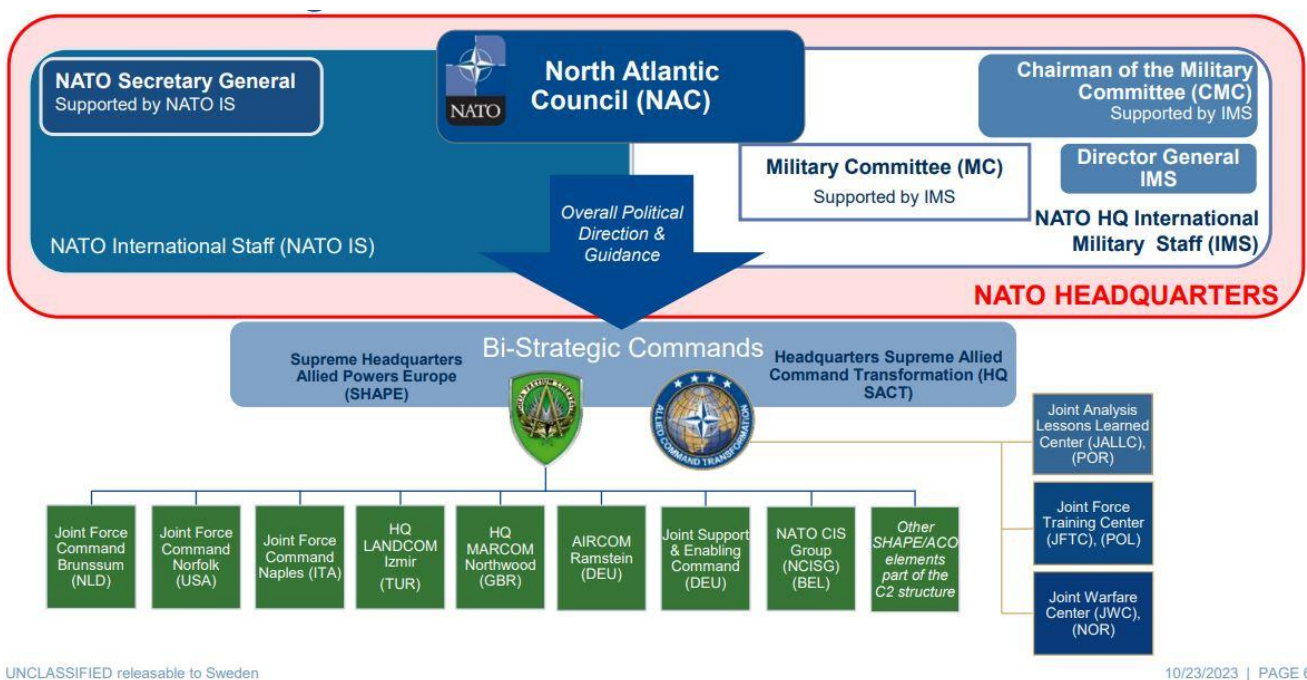 NATO Secretary General
Supported by NATO IS
NATO International Staff (NATO IS)
NATO
North Atlantic
Council (NAC)
Overall Political
Direction &
Guidance
Chairman of the Military
Committee (CMC)
Supported by IMS
Military Committee (MC)
Supported by IMS
Director General
IMS
NATO HQ International
Military Staff (IMS)
NATO HEADQUARTERS
Bi-Strategic Commands
Supreme Headquarters
Allied Powers Europe
(SHAPE)
Headquarters Supreme Allied
Command Transformation (HQ
SACT)
ALLIED COMMAND TRANSFORMATION
Joint Analysis
Lessons Learned
Center (JALLC),
(POR)
Joint Force
Training Center
(JFTC), (POL)
Joint Warfare
Center (JWC),
(NOR)
Joint Force
Command
Brunssum
(NLD)
Joint Force
Command
Norfolk
(USA)
Joint Force
Command
Naples (ITA)
HQ
LANDCOM
Izmir
(TUR)
HQ
MARCOM
Northwood
(GBR)
AIRCOM
Ramstein
(DEU)
Joint Support
& Enabling
Command
(DEU)
NATO CIS
Group
(NCISG)
(BEL)
Other
SHAPE/ACO
elements
part of the
C2 structure
UNCLASSIFIED releasable to Sweden
10/23/2023 | PAGE 6